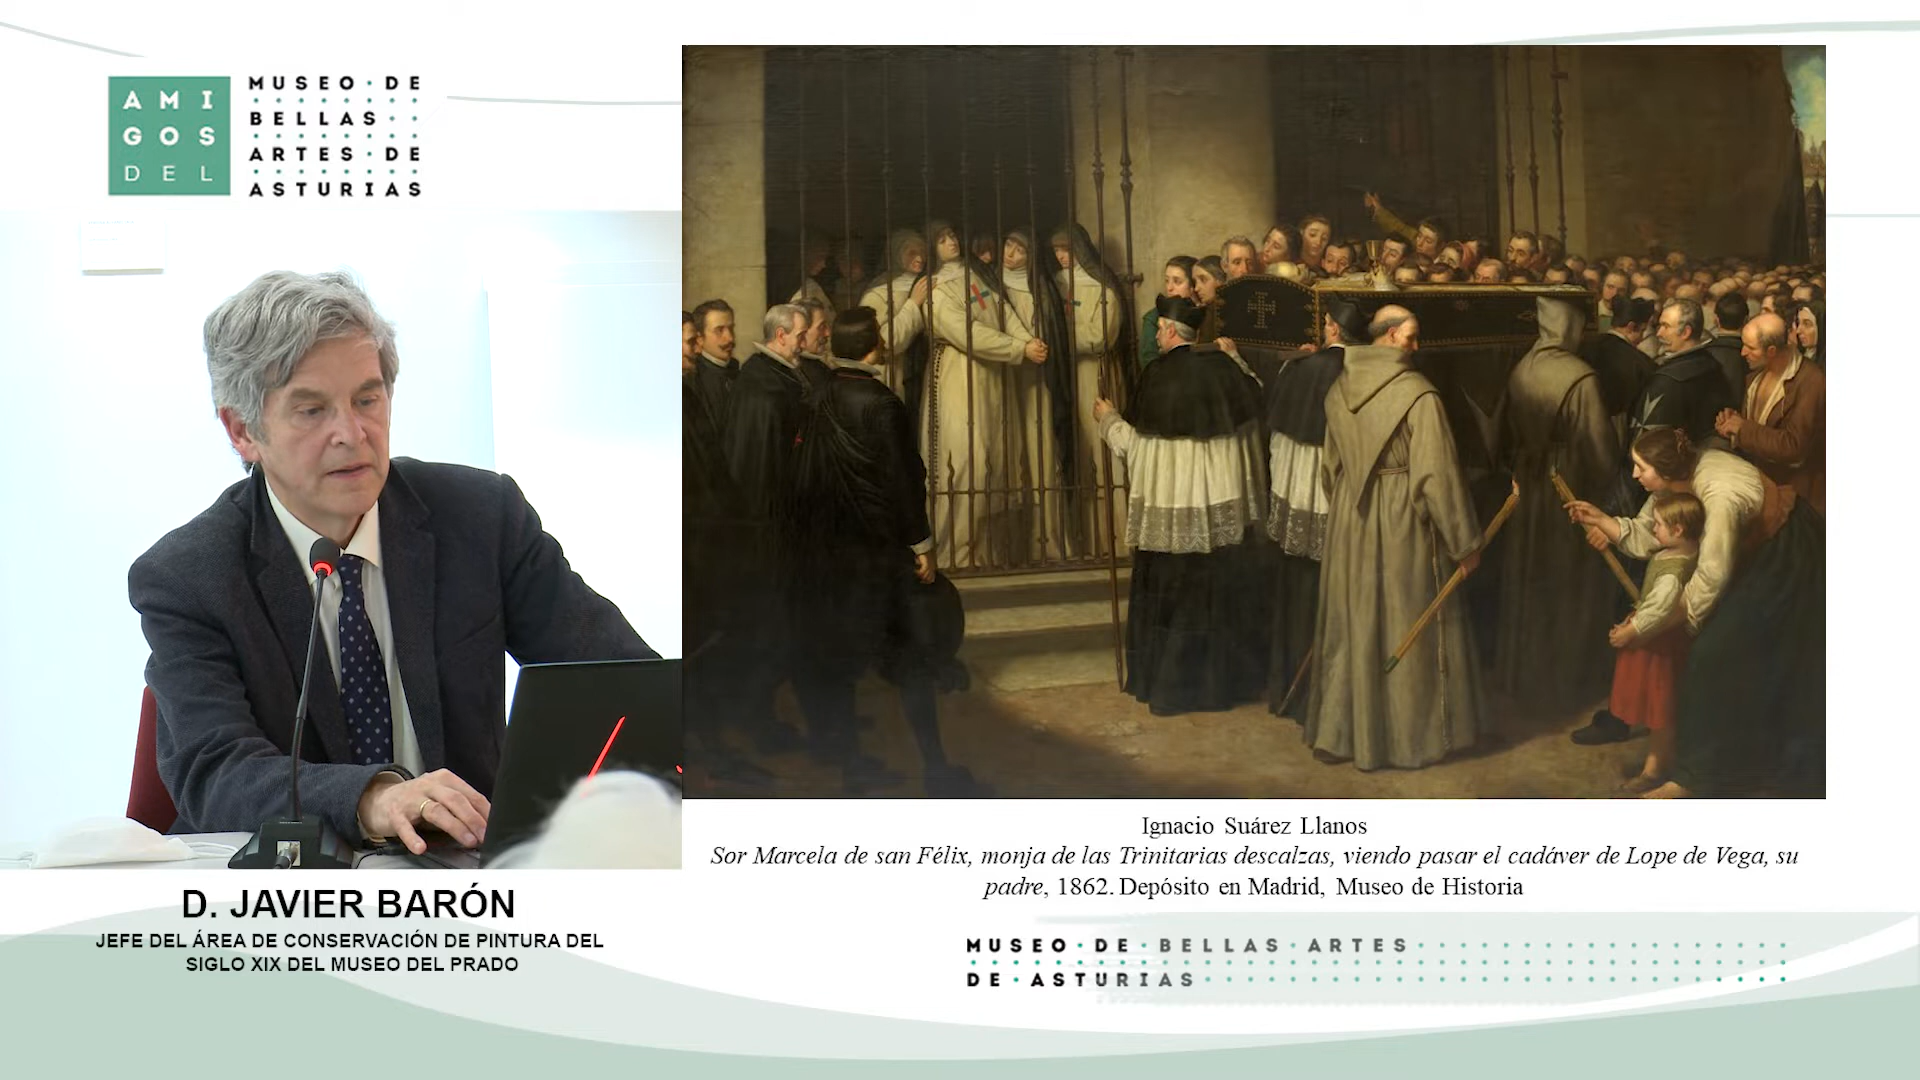 AMI
GOS
DEL
MUSEO·DE
BELLAS
ARTES·DE
ASTURIAS
Ignacio Suárez Llanos
Sor Marcela de san Félix, monja de las Trinitarias descalzas, viendo pasar el cadáver de Lope de Vega, su
padre, 1862. Depósito en Madrid, Museo de Historia
D. JAVIER BARÓN
JEFE DEL ÁREA DE CONSERVACIÓN DE PINTURA DEL
SIGLO XIX DEL MUSEO DEL PRADO
MUSEO·DE·BELLAS·ARTES
DE·ASTURIAS